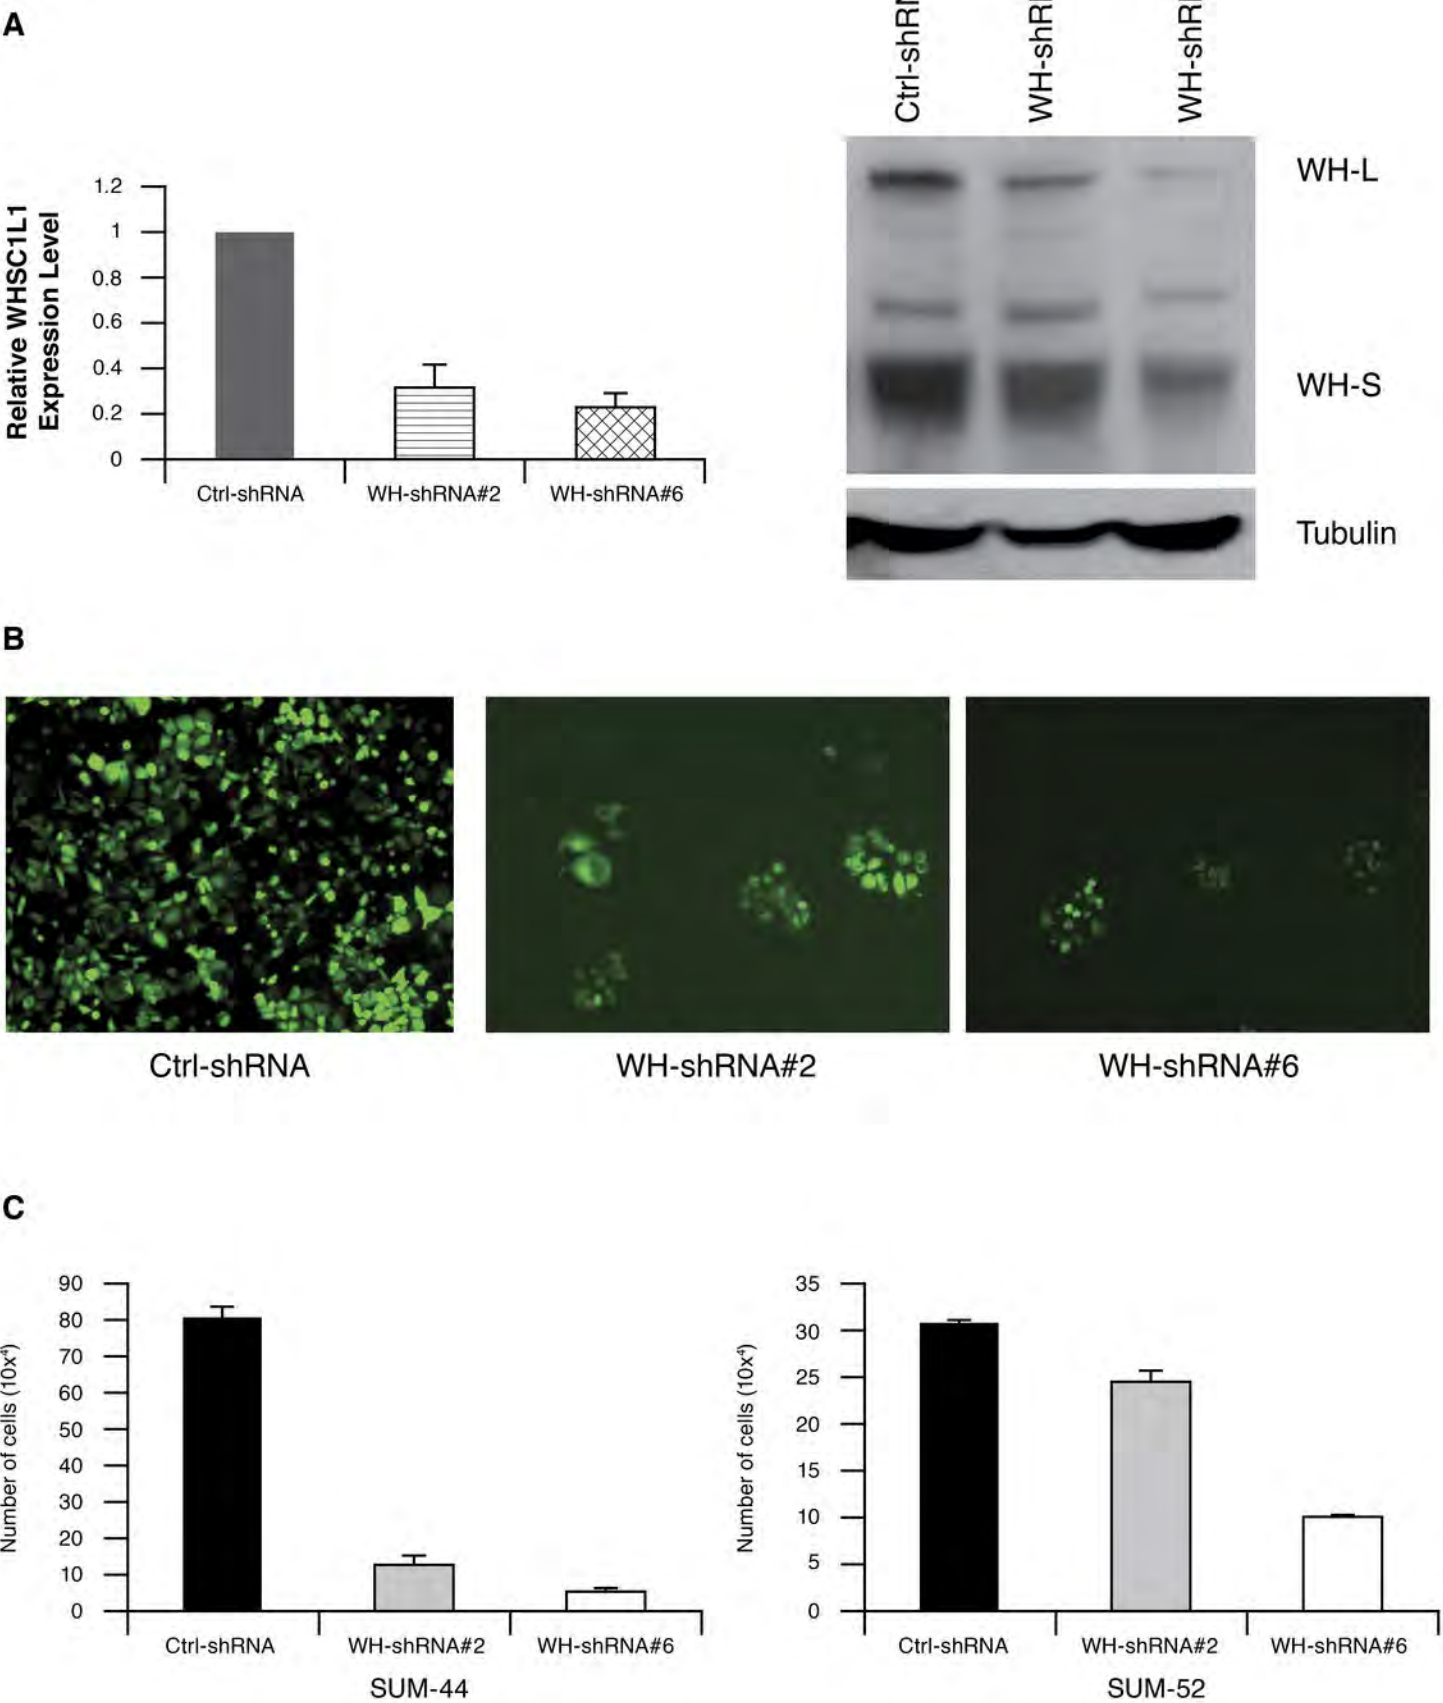 A
Ctrl-shRN
WH-shR
WH-shR
Relative WHSC1L1
Expression Level
1.2
1
0.8
0.6
0.4
0.2
0
Ctrl-shRNA
WH-shRNA#2
WH-shRNA#6
WH-L
WH-S
Tubulin
B
Ctrl-shRNA
WH-shRNA#2
WH-shRNA#6
C
Number of cells (10x⁴)
90
80
70
60
50
40
30
20
10
0
Ctrl-shRNA
WH-shRNA#2
WH-shRNA#6
SUM-44
Number of cells (10x⁴)
35
30
25
20
15
10
5
0
Ctrl-shRNA
WH-shRNA#2
WH-shRNA#6
SUM-52